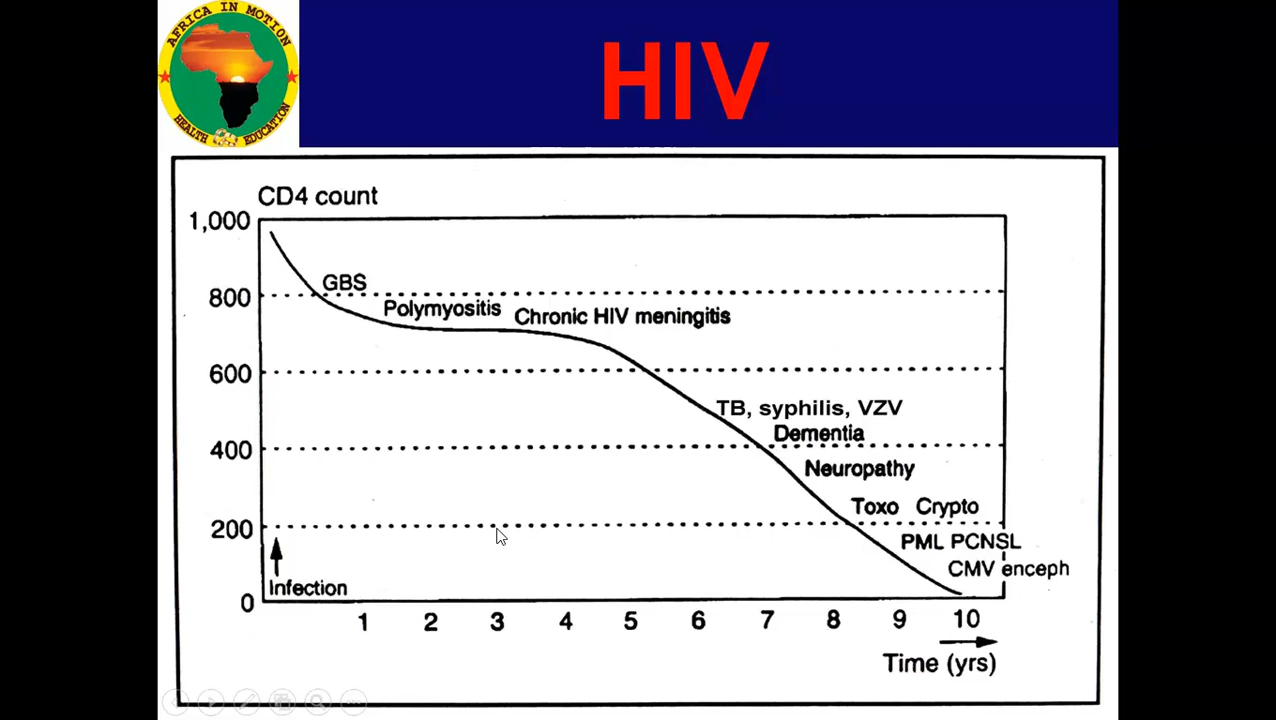 AFRICA IN MOTION
HEALTH EDUCATION
HIV
CD4 count
1,000
GBS
800
Polymyositis
Chronic HIV meningitis
600
TB, syphilis, VZV
Dementia
400
Neuropathy
Toxo Crypto
200
PML PCNSL
CMV enceph
Infection
0
1 2 3 4 5 6 7 8 9 10
Time (yrs)